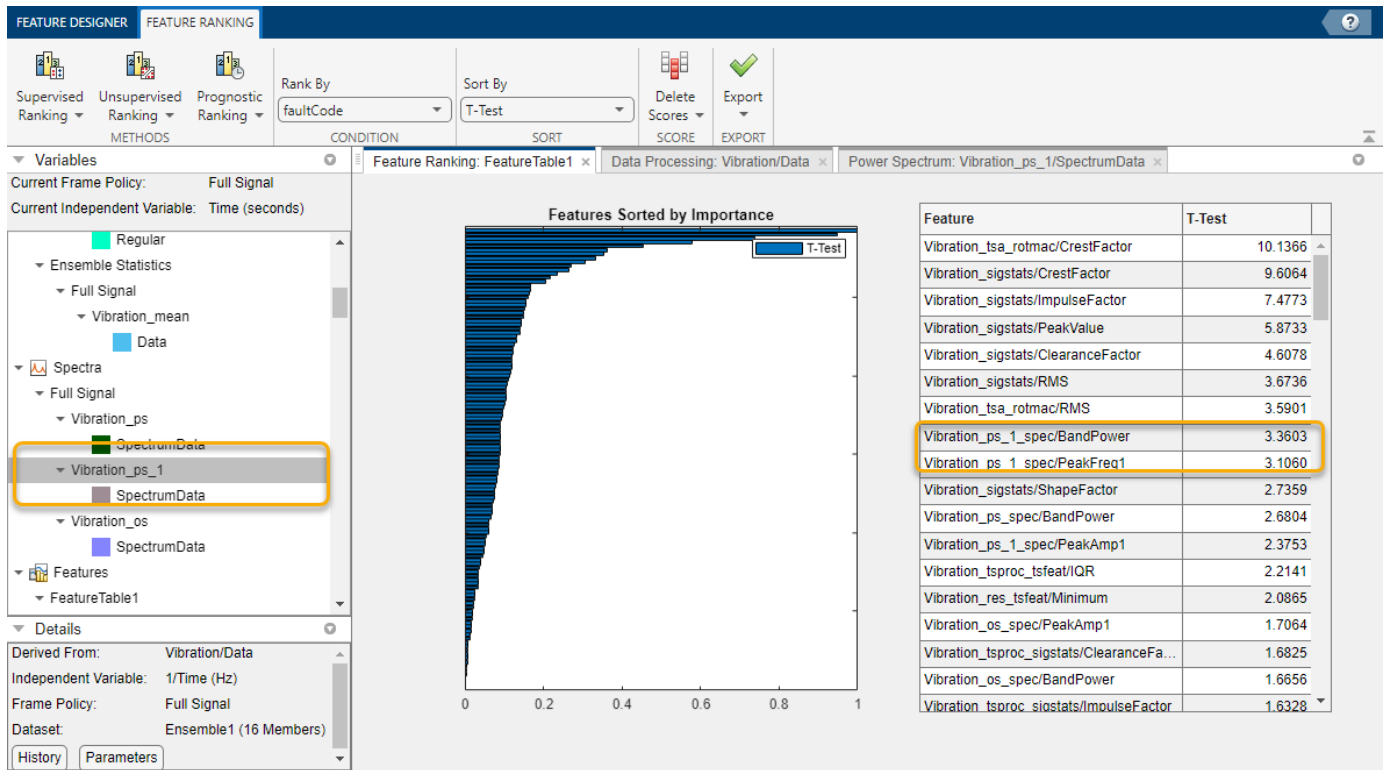 FEATURE DESIGNER FEATURE RANKING
?
Supervised Ranking
Unsupervised Ranking
Prognostic Ranking
METHODS
Rank By
faultCode
CONDITION
Sort By
T-Test
SORT
Delete Scores
SCORE
Export
EXPORT
Variables
Current Frame Policy: Full Signal
Current Independent Variable: Time (seconds)
Regular
Ensemble Statistics
Full Signal
Vibration_mean
Data
Spectra
Full Signal
Vibration_ps
SpectrumData
Vibration_ps_1
SpectrumData
Vibration_os
SpectrumData
Features
FeatureTable1
Details
Derived From: Vibration/Data
Independent Variable: 1/Time (Hz)
Frame Policy: Full Signal
Dataset: Ensemble1 (16 Members)
History Parameters
Feature Ranking: FeatureTable1 × Data Processing: Vibration/Data × Power Spectrum: Vibration_ps_1/SpectrumData ×
Features Sorted by Importance
T-Test
0 0.2 0.4 0.6 0.8 1
Feature T-Test
Vibration_tsa_rotmac/CrestFactor 10.1366
Vibration_sigstats/CrestFactor 9.6064
Vibration_sigstats/ImpulseFactor 7.4773
Vibration_sigstats/PeakValue 5.8733
Vibration_sigstats/ClearanceFactor 4.6078
Vibration_sigstats/RMS 3.6736
Vibration_tsa_rotmac/RMS 3.5901
Vibration_ps_1_spec/BandPower 3.3603
Vibration_ps_1_spec/PeakFreq1 3.1060
Vibration_sigstats/ShapeFactor 2.7359
Vibration_ps_spec/BandPower 2.6804
Vibration_ps_1_spec/PeakAmp1 2.3753
Vibration_tsproc_tsfeat/IQR 2.2141
Vibration_res_tsfeat/Minimum 2.0865
Vibration_os_spec/PeakAmp1 1.7064
Vibration_tsproc_sigstats/ClearanceFa... 1.6825
Vibration_os_spec/BandPower 1.6656
Vibration_tsproc_sigstats/ImpulseFactor 1.6328